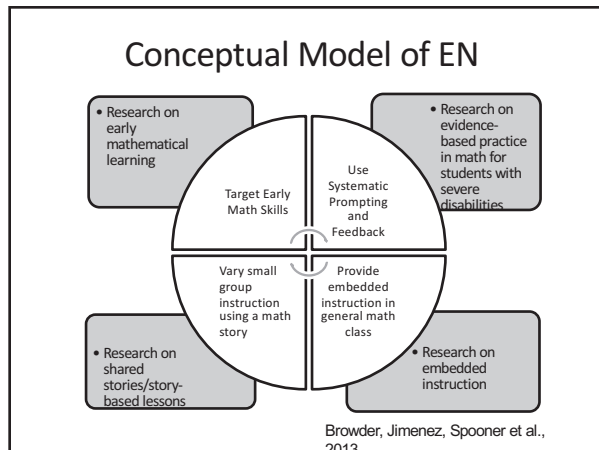 Conceptual Model of EN
• Research on
early
mathematical
learning
• Research on
evidence-
based practice
in math for
students with
severe
disabilities
Target Early
Math Skills
Use
Systematic
Prompting
and
Feedback
Vary small
group
instruction
using a math
story
Provide
embedded
instruction in
general math
class
• Research on
shared
stories/story-
based lessons
• Research on
embedded
instruction
Browder, Jimenez, Spooner et al.,
2013